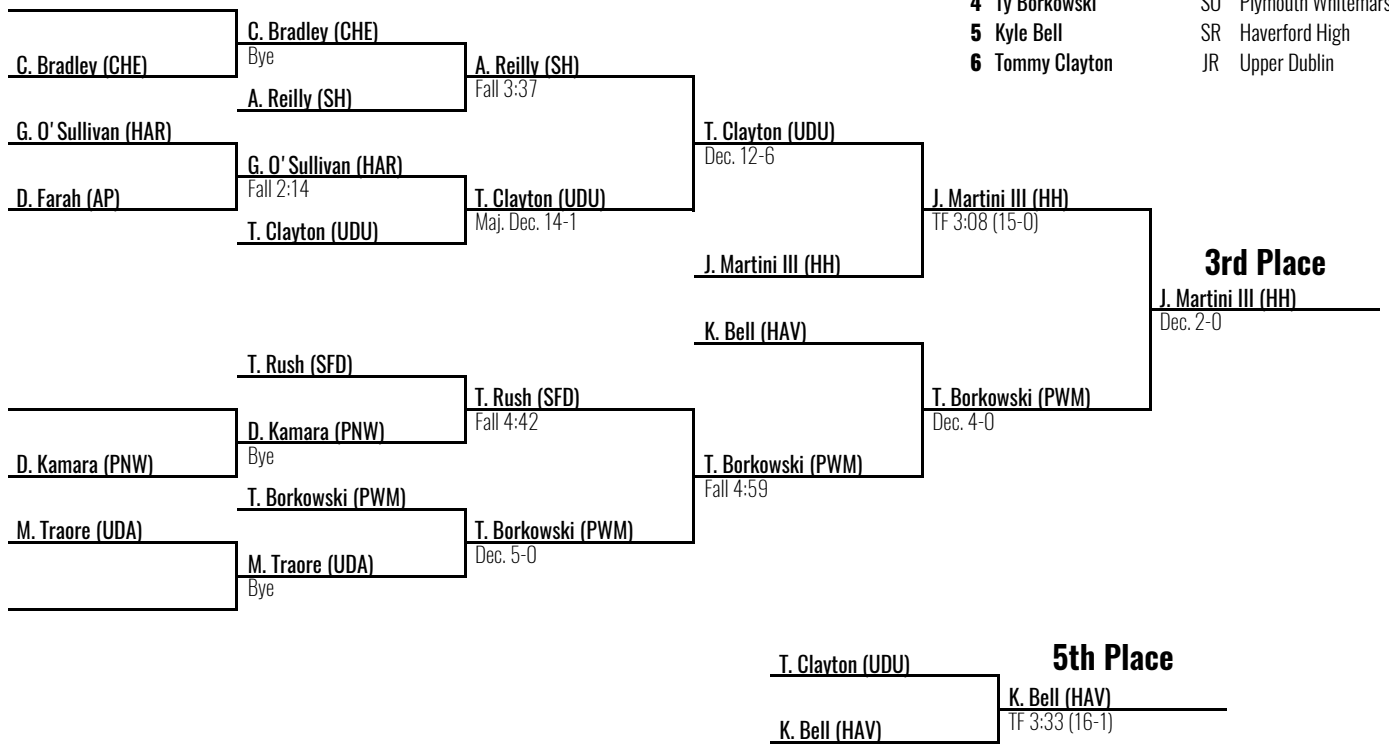 4 Ty Borkowski SO Plymouth Whitemars
5 Kyle Bell SR Haverford High
6 Tommy Clayton JR Upper Dublin
C. Bradley (CHE)
C. Bradley (CHE)
Bye
A. Reilly (SH)
A. Reilly (SH)
Fall 3:37
G. O'Sullivan (HAR)
D. Farah (AP)
G. O'Sullivan (HAR)
Fall 2:14
T. Clayton (UDU)
T. Clayton (UDU)
Maj. Dec. 14-1
T. Clayton (UDU)
Dec. 12-6
J. Martini III (HH)
J. Martini III (HH)
TF 3:08 (15-0)
3rd Place
J. Martini III (HH)
Dec. 2-0
K. Bell (HAV)
T. Rush (SFD)
D. Kamara (PNW)
D. Kamara (PNW)
Bye
T. Rush (SFD)
Fall 4:42
T. Borkowski (PWM)
M. Traore (UDA)
M. Traore (UDA)
Bye
T. Borkowski (PWM)
Dec. 5-0
T. Borkowski (PWM)
Fall 4:59
T. Borkowski (PWM)
Dec. 4-0
5th Place
T. Clayton (UDU)
K. Bell (HAV)
K. Bell (HAV)
TF 3:33 (16-1)